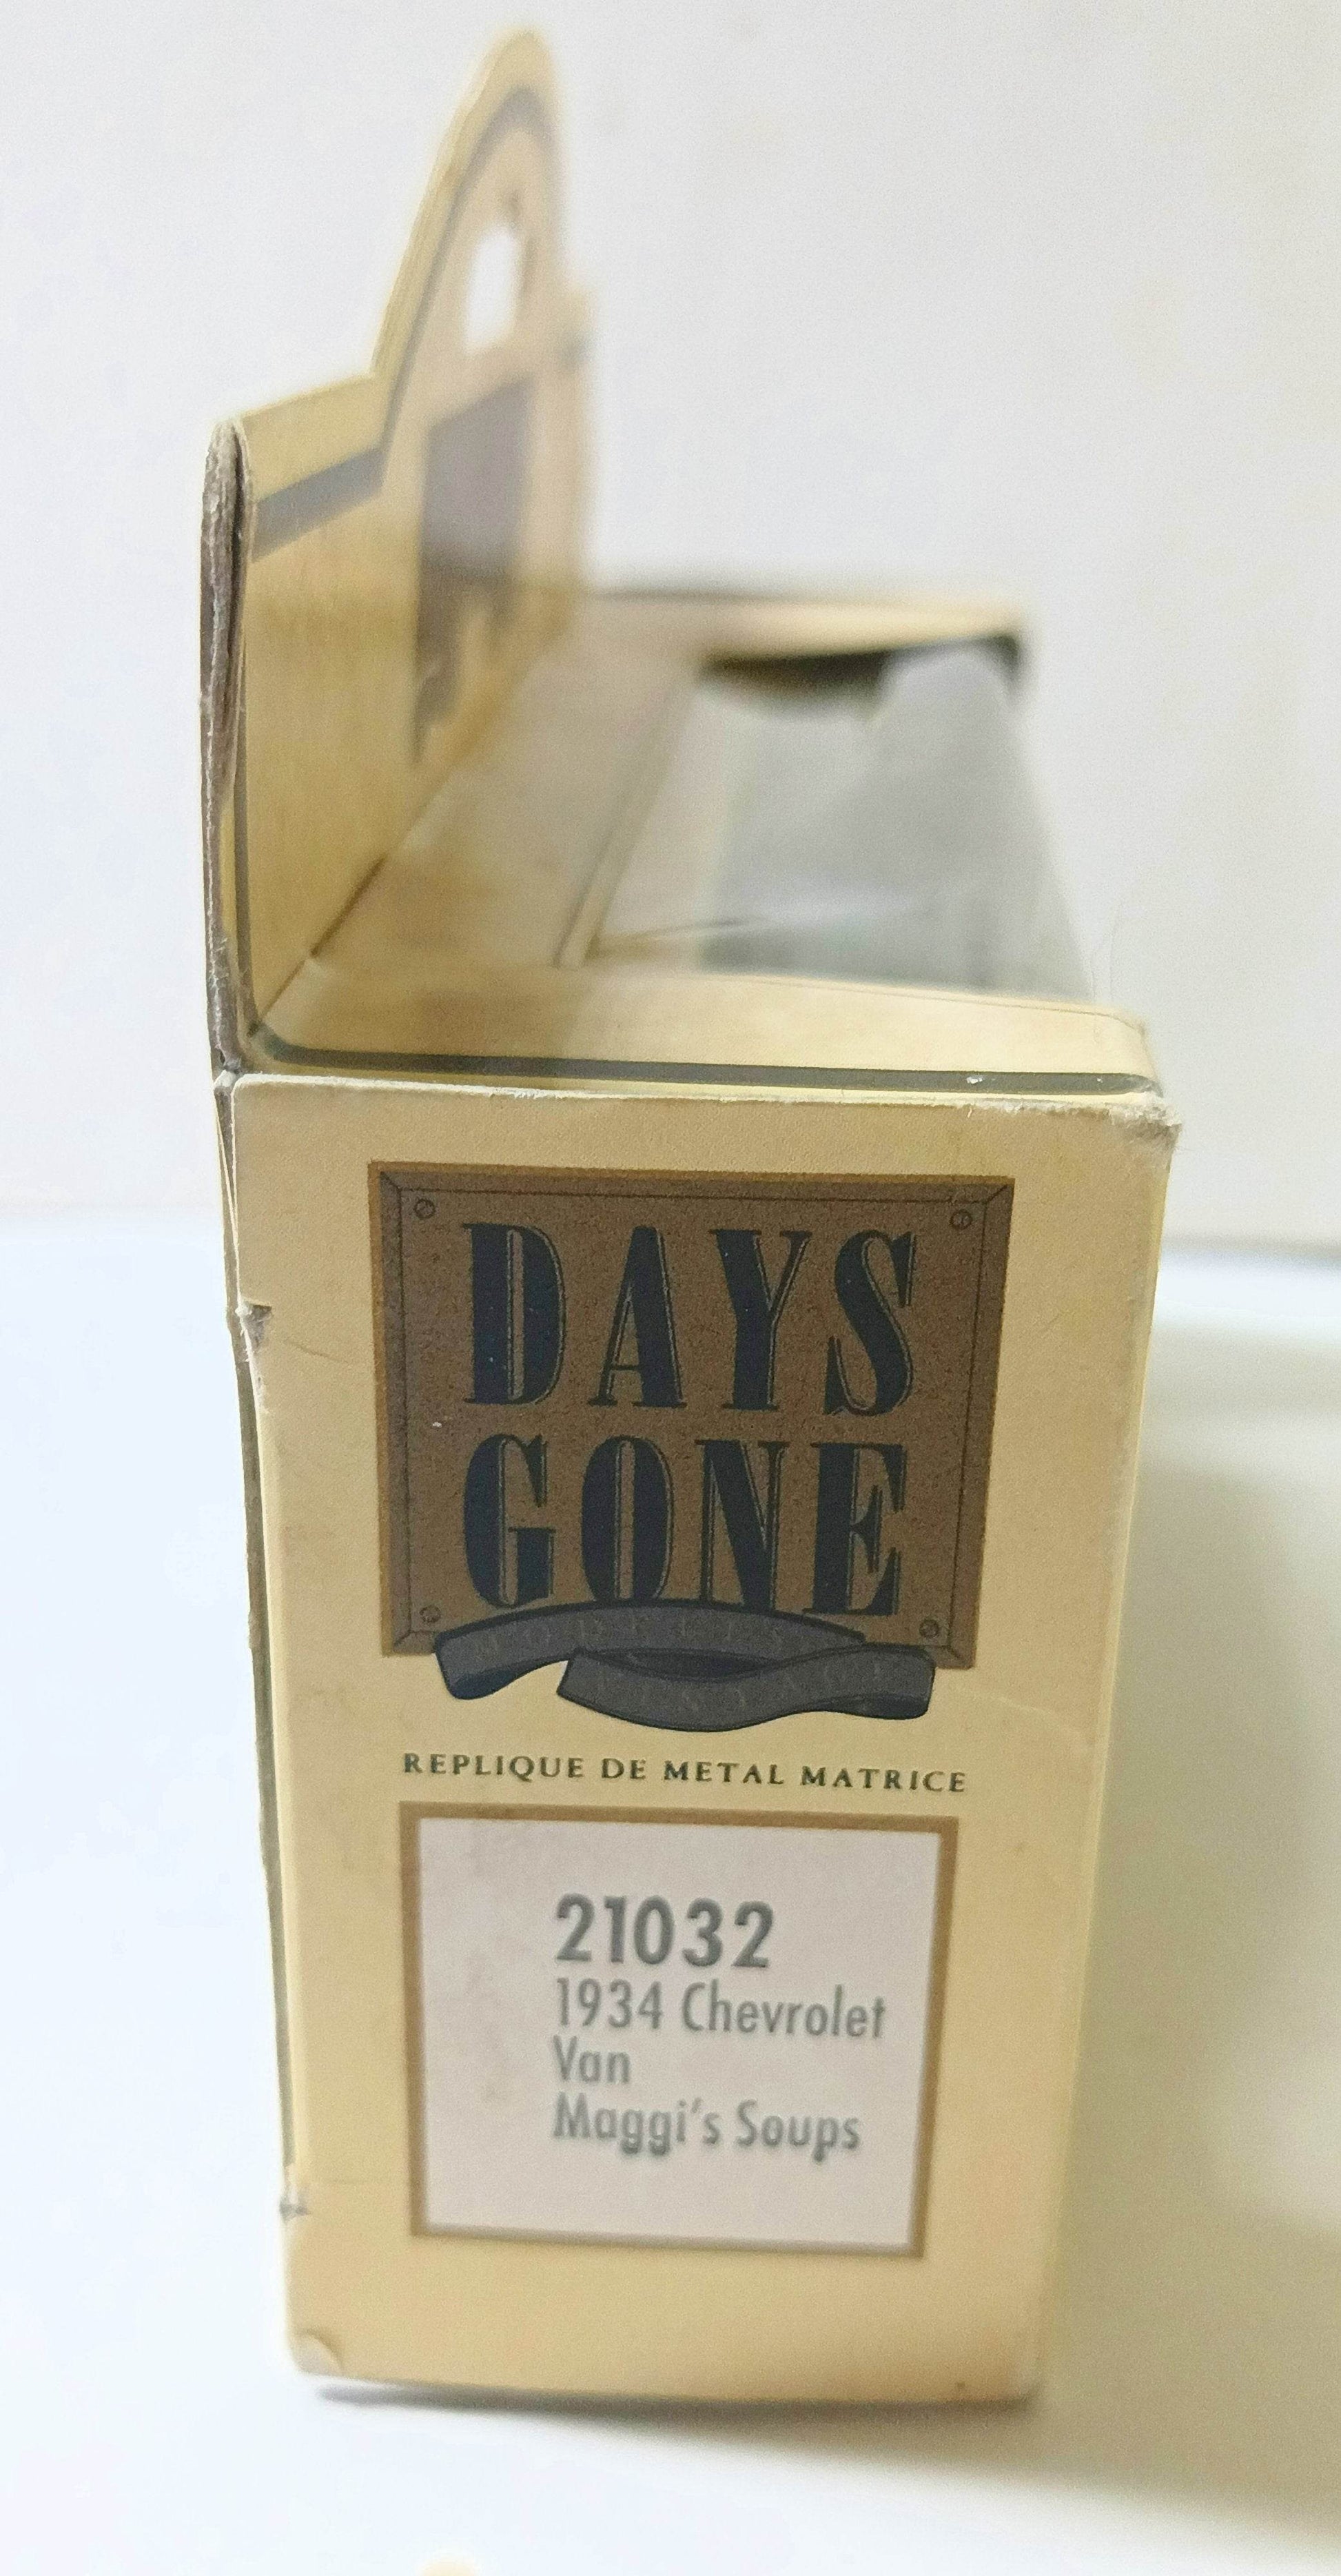 DAYS
GONE
REPLIQUE DE METAL MATRICE
21032
1934 Chevrolet
Van
Maggi's Soups